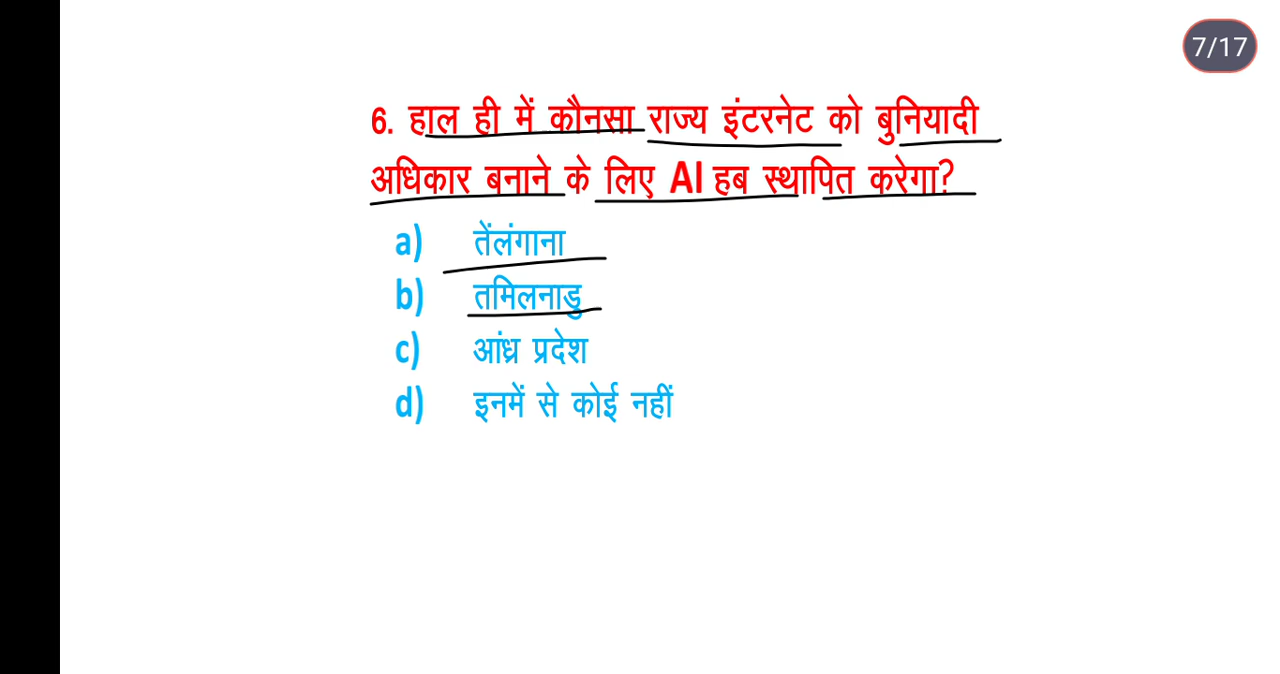 7/17
6. हाल ही में कौनसा राज्य इंटरनेट को बुनियादी
अधिकार बनाने के लिए AI हब स्थापित करेगा?
a) तेंलंगाना
b) तमिलनाडु
c) आंध्र प्रदेश
d) इनमें से कोई नहीं